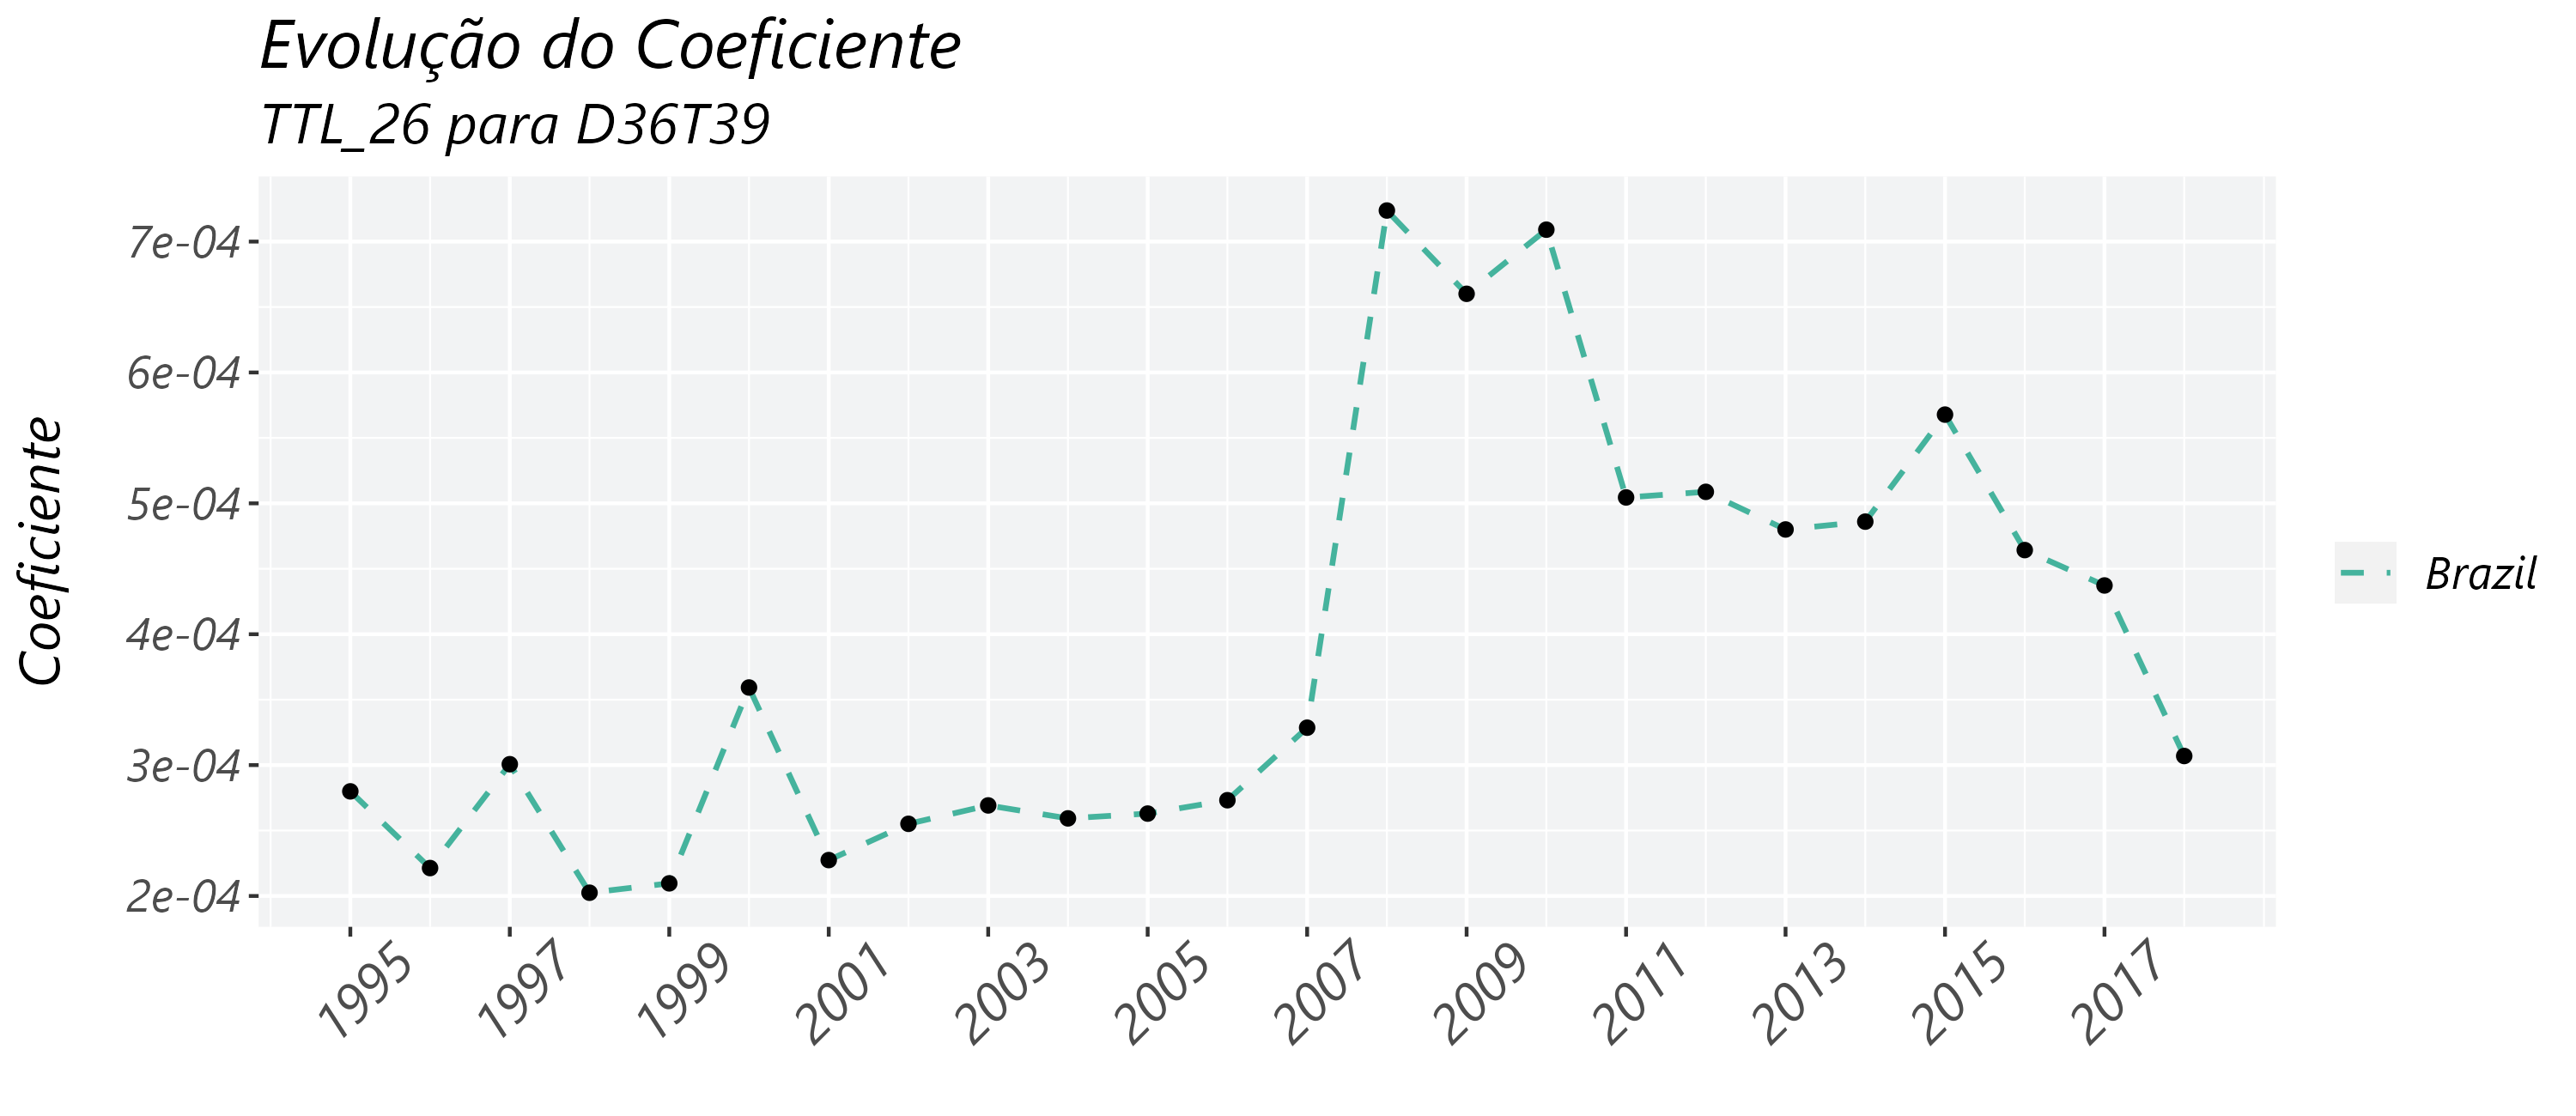 Evolução do Coeficiente
TTL_26 para D36T39
Coeficiente
7e-04
6e-04
5e-04
4e-04
3e-04
2e-04
1995
1997
1999
2001
2003
2005
2007
2009
2011
2013
2015
2017
Brazil